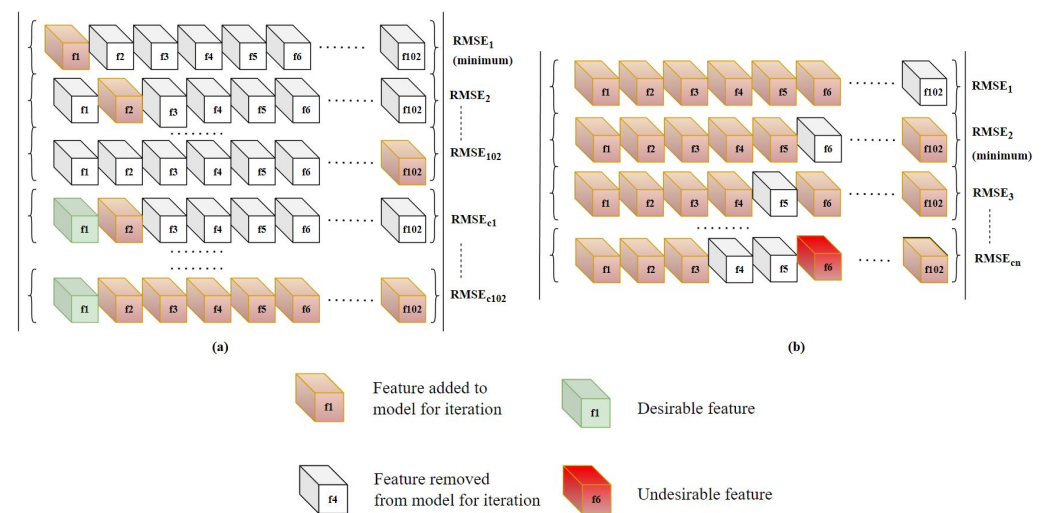 f1 f2 f3 f4 f5 f6 ...... f102 RMSE1
(minimum)
f1 f2 f3 f4 f5 f6 ...... f102 RMSE2
.......
f1 f2 f3 f4 f5 f6 ...... f102 RMSE102
f1 f2 f3 f4 f5 f6 ...... f102 RMSEc1
.......
.......
f1 f2 f3 f4 f5 f6 ...... f102 RMSEc102
(a)
f1 f2 f3 f4 f5 f6 ...... f102 RMSE1
f1 f2 f3 f4 f5 f6 ...... f102 RMSE2
(minimum)
f1 f2 f3 f4 f5 f6 ...... f102 RMSE3
.......
f1 f2 f3 f4 f5 f6 .... f102 RMSEcn
(b)
f1 Feature added to
model for iteration
f1 Desirable feature
f4 Feature removed
from model for iteration
f6 Undesirable feature